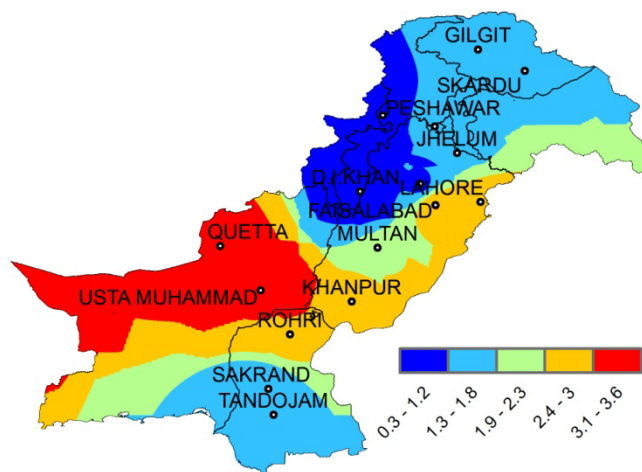 GILGIT
SKARDU
PESHAWAR
JHELUM
D.I.KHAN
LAHORE
FAISALABAD
MULTAN
QUETTA
USTA MUHAMMAD
KHANPUR
ROHRI
SAKRAND
TANDOJAM
0.3 - 1.2
1.3 - 1.8
1.9 - 2.3
2.4 - 3
3.1 - 3.6